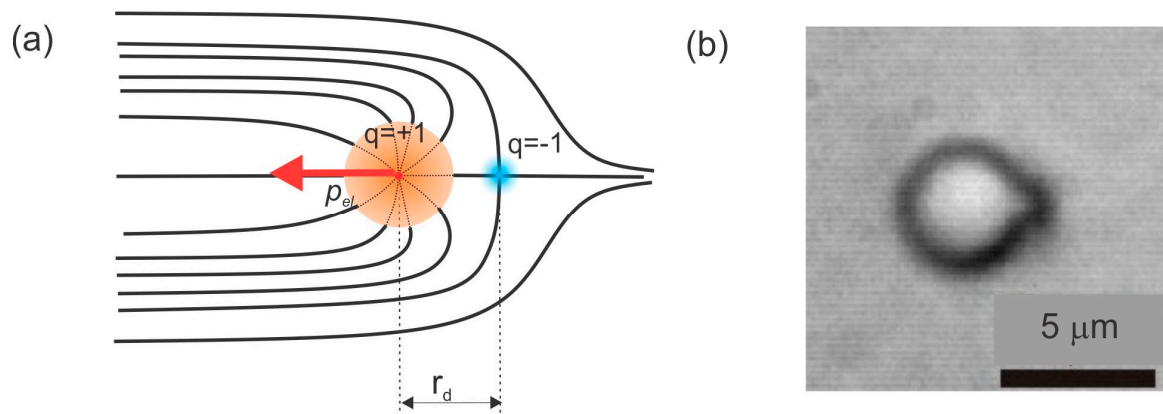 (a)
q=+1
q=-1
p_el
r_d
(b)
5 μm